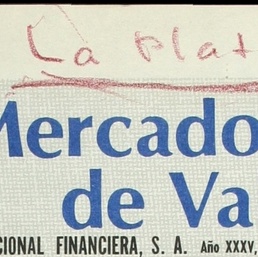 La Plat
Mercado
de Va
CIONAL FINANCIERA, S. A. Año XXXV,